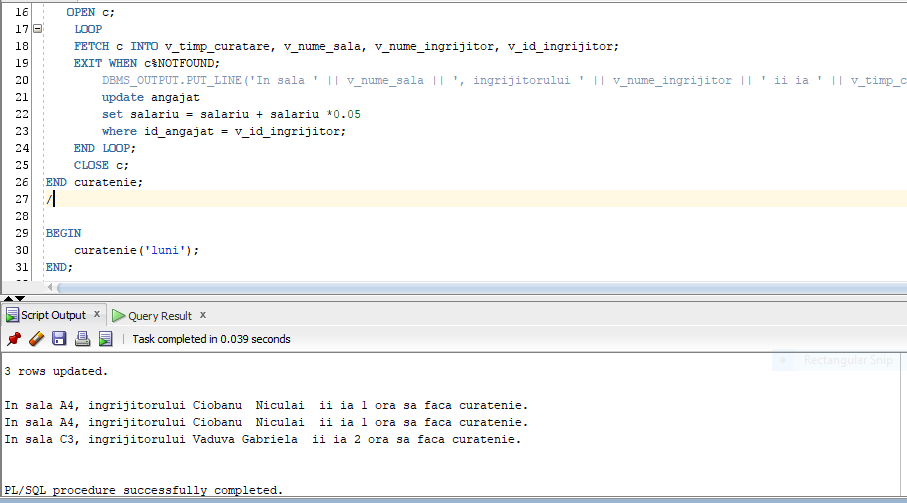 16 OPEN c;
17 LOOP
18 FETCH c INTO v_timp_curatare, v_nume_sala, v_nume_ingrijitor, v_id_ingrijitor;
19 EXIT WHEN c%NOTFOUND;
20 DBMS_OUTPUT.PUT_LINE('In sala ' || v_nume_sala || ', ingrijitorului ' || v_nume_ingrijitor || ' ii ia ' || v_timp_c
21 update angajat
22 set salariu = salariu + salariu *0.05
23 where id_angajat = v_id_ingrijitor;
24 END LOOP;
25 CLOSE c;
26 END curatenie;
27 /
28
29 BEGIN
30 curatenie('luni');
31 END;
Script Output x Query Result x
Task completed in 0.039 seconds
Rectangular Snip
3 rows updated.
In sala A4, ingrijitorului Ciobanu  Niculai  ii ia 1 ora sa faca curatenie.
In sala A4, ingrijitorului Ciobanu  Niculai  ii ia 1 ora sa faca curatenie.
In sala C3, ingrijitorului Vaduva Gabriela  ii ia 2 ora sa faca curatenie.
PL/SQL procedure successfully completed.